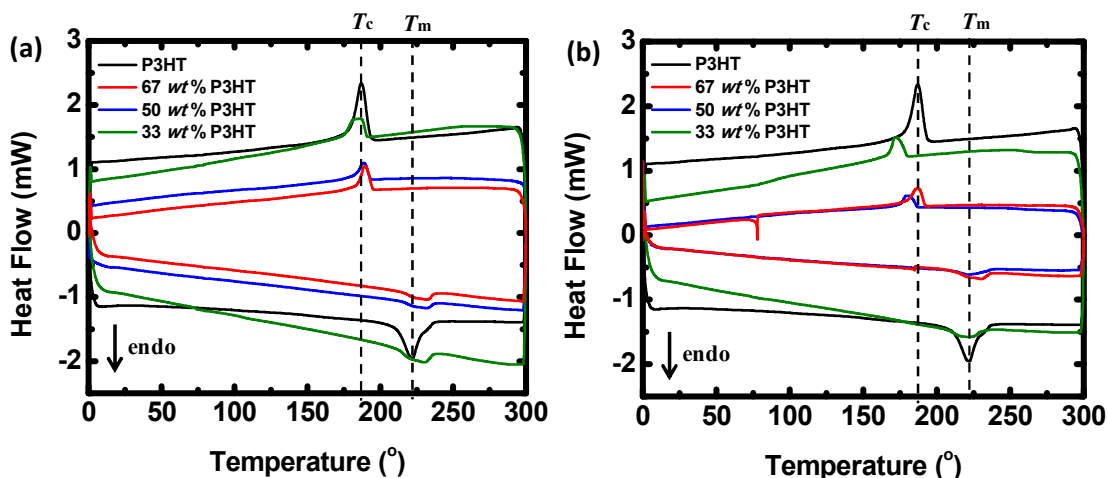 (a)
Tc Tm
3
2
1
0
-1
-2
P3HT
67 wt% P3HT
50 wt% P3HT
33 wt% P3HT
endo
0 50 100 150 200 250 300
Heat Flow (mW)
Temperature (o)
(b)
Tc Tm
3
2
1
0
-1
-2
P3HT
67 wt% P3HT
50 wt% P3HT
33 wt% P3HT
endo
0 50 100 150 200 250 300
Heat Flow (mW)
Temperature (o)